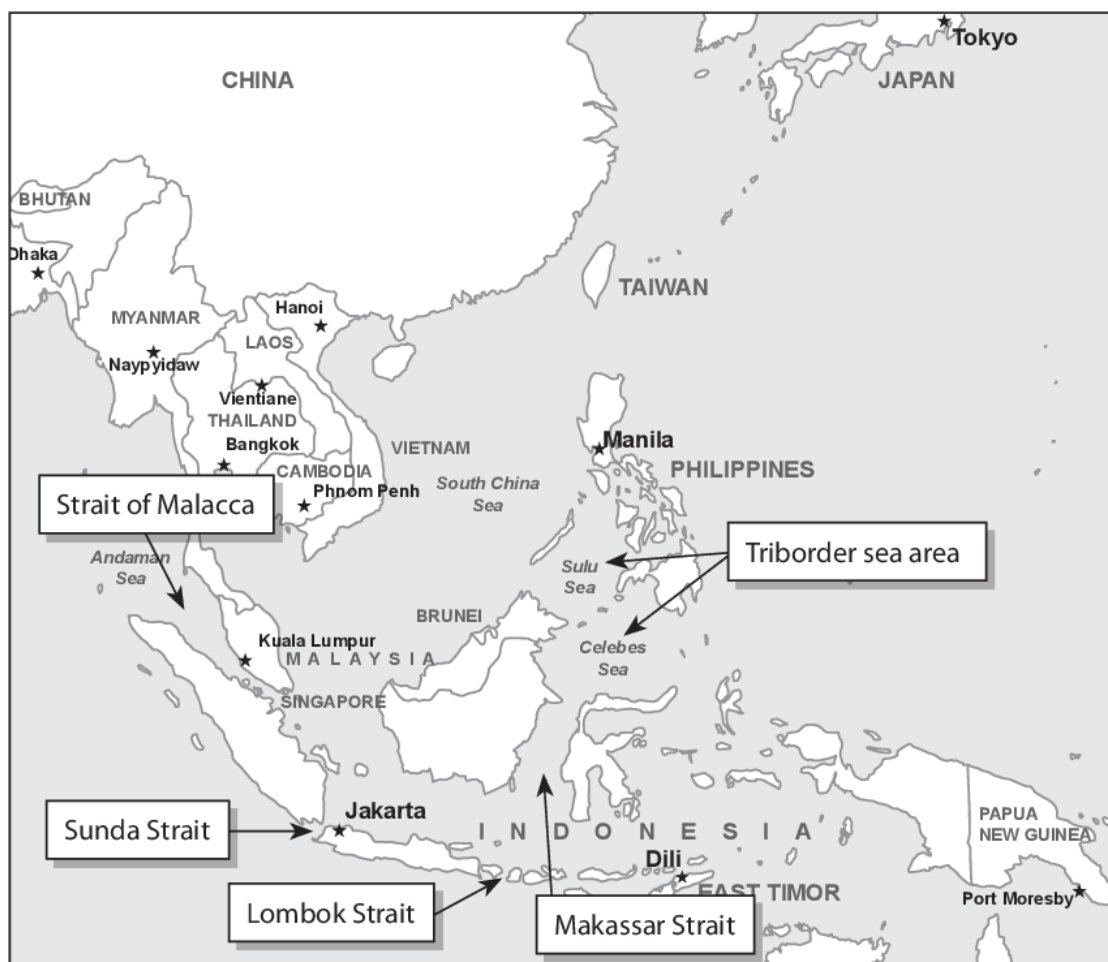 Tokyo
CHINA
JAPAN
BHUTAN
Dhaka
TAIWAN
Hanoi
MYANMAR
LAOS
Naypyidaw
Vientiane
THAILAND
Manila
Bangkok
VIETNAM
CAMBODIA
PHILIPPINES
Phnom Penh
South China
Sea
Strait of Malacca
Andaman
Sea
Triborder sea area
Sulu
Sea
BRUNEI
Kuala Lumpur
MALAYSIA
Celebes
Sea
SINGAPORE
Jakarta
Sunda Strait
INDONESIA
PAPUA
NEW GUINEA
Dili
EAST TIMOR
Port Moresby
Lombok Strait
Makassar Strait